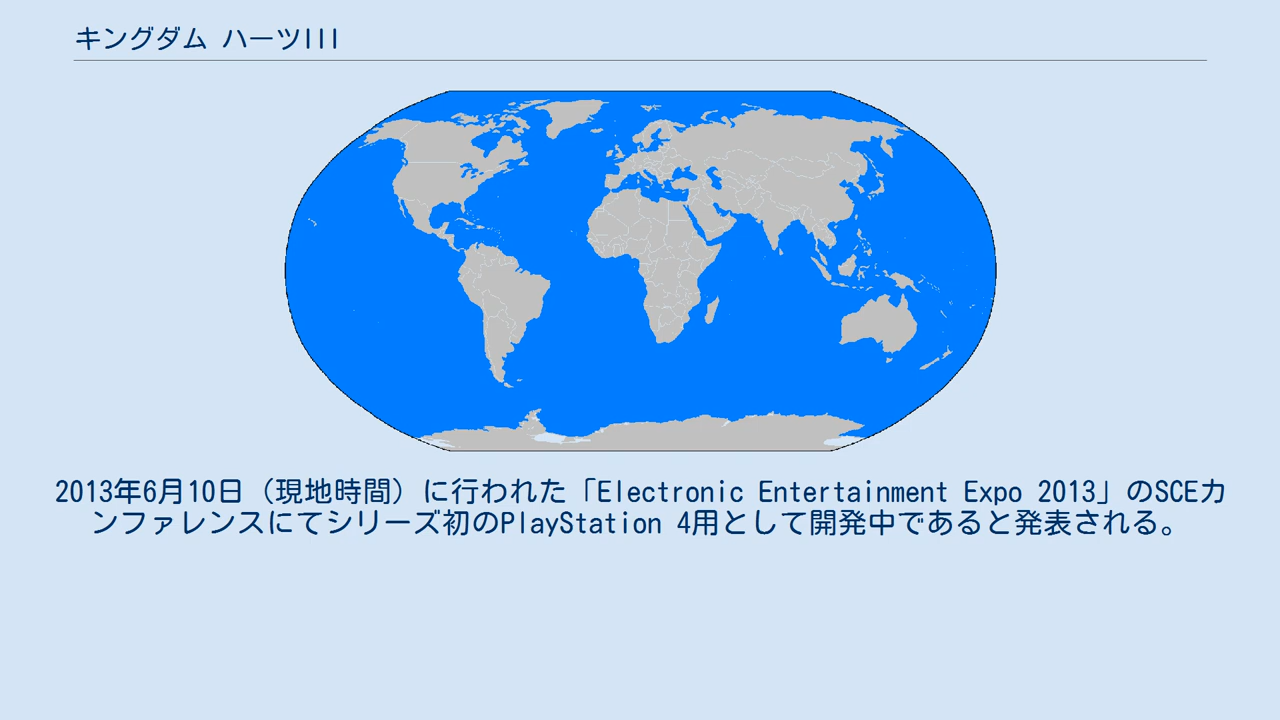 キングダム ハーツIII
2013年6月10日（現地時間）に行われた「Electronic Entertainment Expo 2013」のSCEカ
ンファレンスにてシリーズ初のPlayStation 4用として開発中であると発表される。